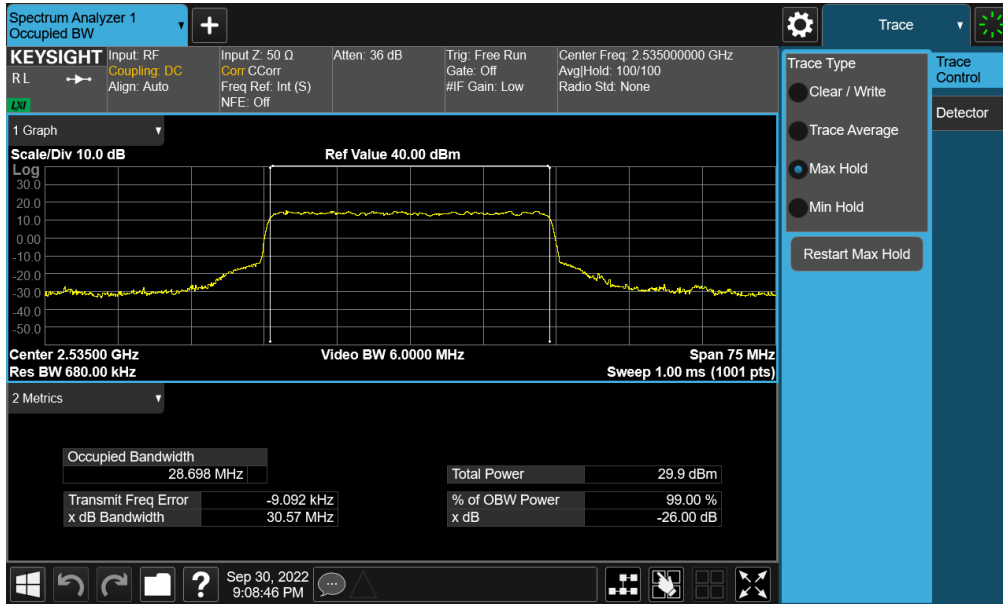 Spectrum Analyzer 1
Occupied BW
+
Trace
KEYSIGHT
R L
LXI
Input: RF
Coupling: DC
Align: Auto
Input Z: 50 Ω
Corr CCorr
Freq Ref: Int (S)
NFE: Off
Atten: 36 dB
Trig: Free Run
Gate: Off
#IF Gain: Low
Center Freq: 2.535000000 GHz
Avg|Hold: 100/100
Radio Std: None
1 Graph
Scale/Div 10.0 dB
Ref Value 40.00 dBm
Log
30.0
20.0
10.0
0.00
-10.0
-20.0
-30.0
-40.0
-50.0
Center 2.53500 GHz
Video BW 6.0000 MHz
Span 75 MHz
Res BW 680.00 kHz
Sweep 1.00 ms (1001 pts)
2 Metrics
Occupied Bandwidth
28.698 MHz
Total Power 29.9 dBm
Transmit Freq Error -9.092 kHz
% of OBW Power 99.00 %
x dB Bandwidth 30.57 MHz
x dB -26.00 dB
Trace Type
Clear / Write
Trace Average
Max Hold
Min Hold
Restart Max Hold
Trace
Control
Detector
?
Sep 30, 2022
9:08:46 PM